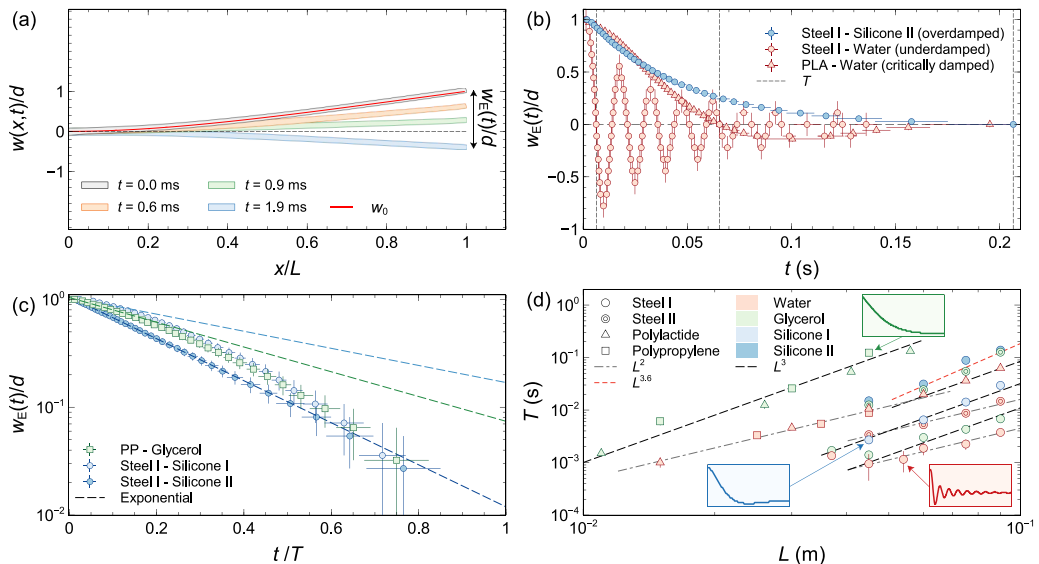 (a)
w(x,t)/d
1
0
−1
w_E(t)/d
t = 0.0 ms
t = 0.9 ms
t = 0.6 ms
t = 1.9 ms
w_0
0 0.2 0.4 0.6 0.8 1
x/L
(b)
w_E(t)/d
1
0.5
0
−0.5
−1
Steel I - Silicone II (overdamped)
Steel I - Water (underdamped)
PLA - Water (critically damped)
T
0 0.05 0.1 0.15 0.2
t (s)
(c)
w_E(t)/d
10^0
10^−1
10^−2
PP - Glycerol
Steel I - Silicone I
Steel I - Silicone II
Exponential
0 0.2 0.4 0.6 0.8 1
t /T
(d)
T (s)
10^0
10^−1
10^−2
10^−3
10^−4
Steel I
Steel II
Polylactide
Polypropylene
L^2
L^3.6
Water
Glycerol
Silicone I
Silicone II
L^3
10^−2 10^−1
L (m)